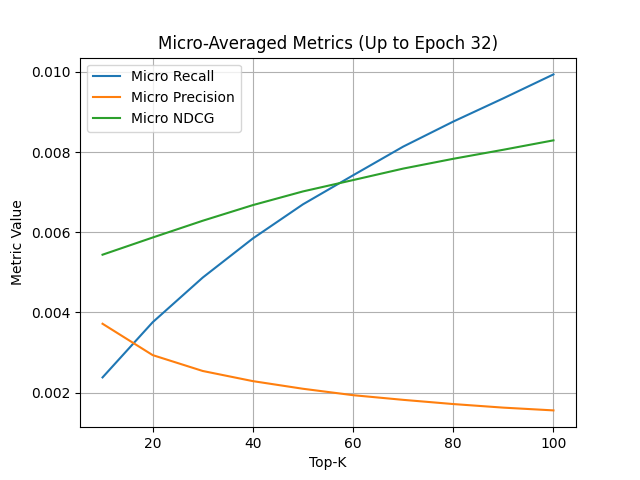 Micro-Averaged Metrics (Up to Epoch 32)
Micro Recall
Micro Precision
Micro NDCG
Metric Value
0.010
0.008
0.006
0.004
0.002
20
40
60
80
100
Top-K